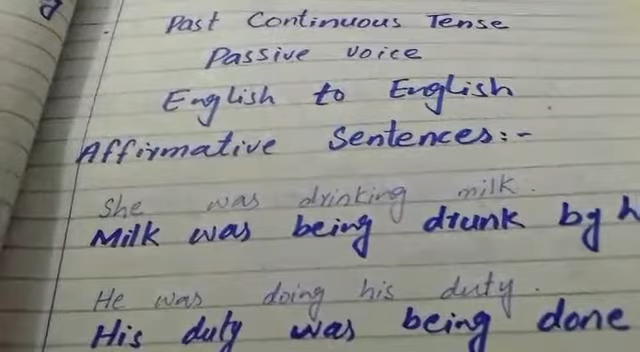 Past Continuous Tense
Passive voice
English to English
Affirmative Sentences:-
She was drinking milk.
Milk was being drunk by h
He was doing his duty.
His duty was being done